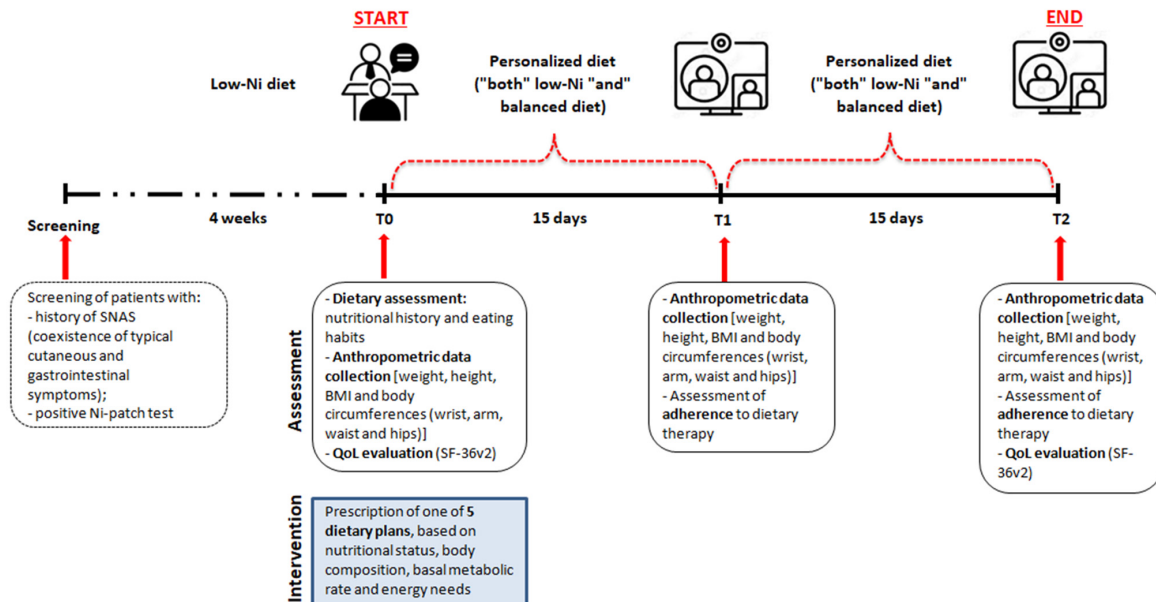 START
END
Low-Ni diet
Personalized diet
("both" low-Ni "and"
balanced diet)
Personalized diet
("both" low-Ni "and"
balanced diet)
Screening
4 weeks
T0
15 days
T1
15 days
T2
Screening of patients with:
- history of SNAS
(coexistence of typical
cutaneous and
gastrointestinal
symptoms);
- positive Ni-patch test
Assessment
- Dietary assessment:
nutritional history and eating
habits
- Anthropometric data
collection [weight, height,
BMI and body
circumferences (wrist, arm,
waist and hips)]
- QoL evaluation (SF-36v2)
- Anthropometric data
collection [weight,
height, BMI and body
circumferences (wrist,
arm, waist and hips)]
- Assessment of
adherence to dietary
therapy
- Anthropometric data
collection [weight,
height, BMI and body
circumferences (wrist,
arm, waist and hips)]
- Assessment of
adherence to dietary
therapy
- QoL evaluation (SF-
36v2)
Intervention
Prescription of one of 5
dietary plans, based on
nutritional status, body
composition, basal metabolic
rate and energy needs